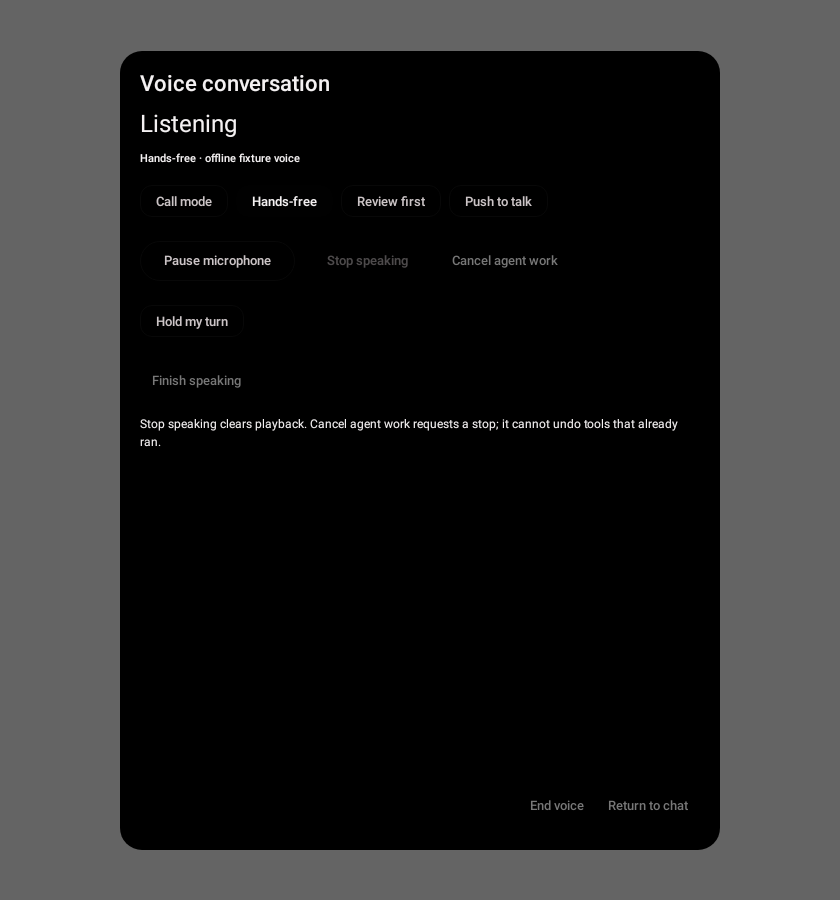 Voice conversation
Listening
Hands-free · offline fixture voice
Call mode Hands-free Review first Push to talk
Pause microphone Stop speaking Cancel agent work
Hold my turn
Finish speaking
Stop speaking clears playback. Cancel agent work requests a stop; it cannot undo tools that already
ran.
End voice Return to chat